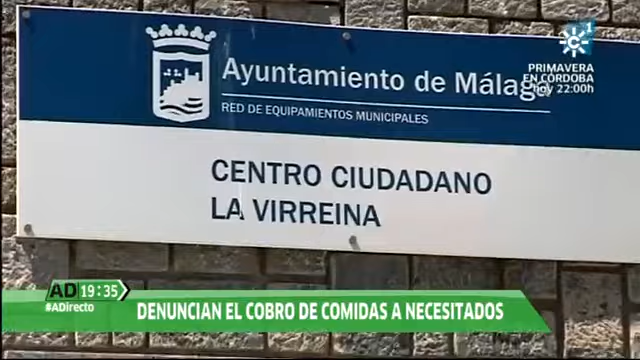 1
PRIMAVERA
EN CÓRDOBA
hoy 22:00h
Ayuntamiento de Málaga
RED DE EQUIPAMIENTOS MUNICIPALES
CENTRO CIUDADANO
LA VIRREINA
AD 19:35
#ADirecto
DENUNCIAN EL COBRO DE COMIDAS A NECESITADOS